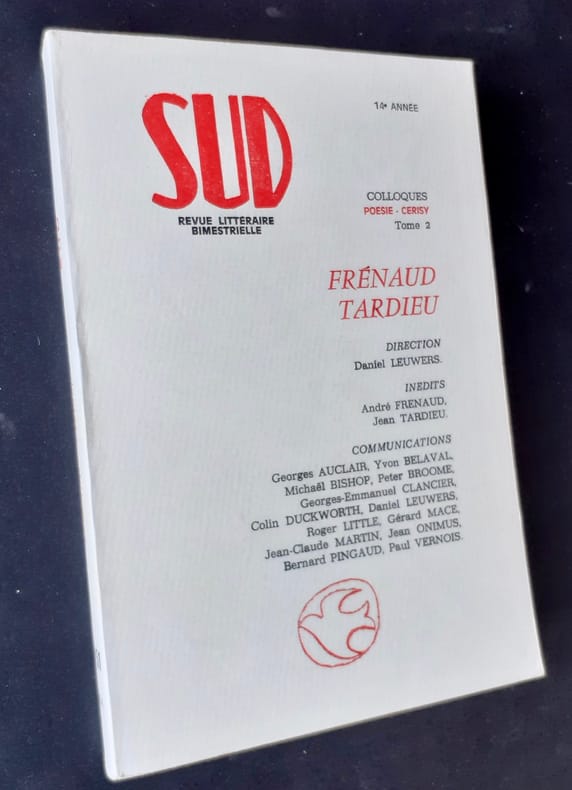 SUD
REVUE LITTÉRAIRE
BIMESTRIELLE
14e ANNÉE
COLLOQUES
POESIE - CERISY
Tome 2
FRÉNAUD
TARDIEU
DIRECTION
Daniel LEUWERS.
INEDITS
André FRENAUD,
Jean TARDIEU.
COMMUNICATIONS
Georges AUCLAIR, Yvon BELAVAL,
Michaël BISHOP, Peter BROOME,
Georges-Emmanuel CLANCIER,
Colin DUCKWORTH, Daniel LEUWERS,
Roger LITTLE, Gérard MACE,
Jean-Claude MARTIN, Jean ONIMUS,
Bernard PINGAUD, Paul VERNOIS.